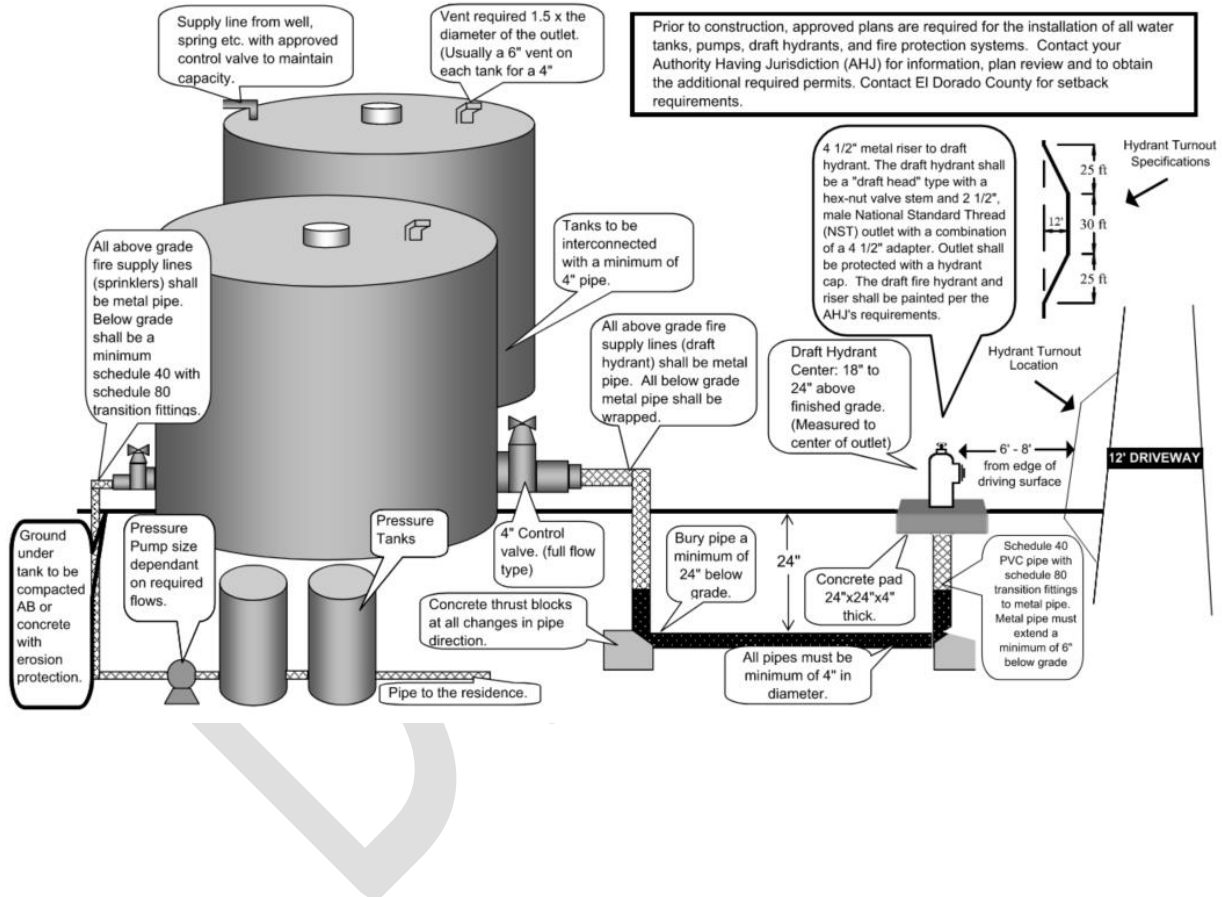 Supply line from well,
spring etc. with approved
control valve to maintain
capacity.
Vent required 1.5 x the
diameter of the outlet.
(Usually a 6" vent on
each tank for a 4"
Prior to construction, approved plans are required for the installation of all water
tanks, pumps, draft hydrants, and fire protection systems. Contact your
Authority Having Jurisdiction (AHJ) for information, plan review and to obtain
the additional required permits. Contact El Dorado County for setback
requirements.
4 1/2" metal riser to draft
hydrant. The draft hydrant shall
be a "draft head" type with a
hex-nut valve stem and 2 1/2",
male National Standard Thread
(NST) outlet with a combination
of a 4 1/2" adapter. Outlet shall
be protected with a hydrant
cap. The draft fire hydrant and
riser shall be painted per the
AHJ's requirements.
Hydrant Turnout
Specifications
25 ft
12'
30 ft
25 ft
All above grade
fire supply lines
(sprinklers) shall
be metal pipe.
Below grade
shall be a
minimum
schedule 40 with
schedule 80
transition fittings.
Tanks to be
interconnected
with a minimum of
4" pipe.
All above grade fire
supply lines (draft
hydrant) shall be metal
pipe. All below grade
metal pipe shall be
wrapped.
Draft Hydrant
Center: 18" to
24" above
finished grade.
(Measured to
center of outlet)
Hydrant Turnout
Location
6' - 8'
from edge of
driving surface
12' DRIVEWAY
Ground
under
tank to be
compacted
AB or
concrete
with
erosion
protection.
Pressure
Pump size
dependant
on required
flows.
Pressure
Tanks
4" Control
valve. (full flow
type)
Bury pipe a
minimum of
24" below
grade.
24"
Concrete pad
24"x24"x4"
thick.
Schedule 40
PVC pipe with
schedule 80
transition fittings
to metal pipe.
Metal pipe must
extend a
minimum of 6"
below grade
Concrete thrust blocks
at all changes in pipe
direction.
All pipes must be
minimum of 4" in
diameter.
Pipe to the residence.